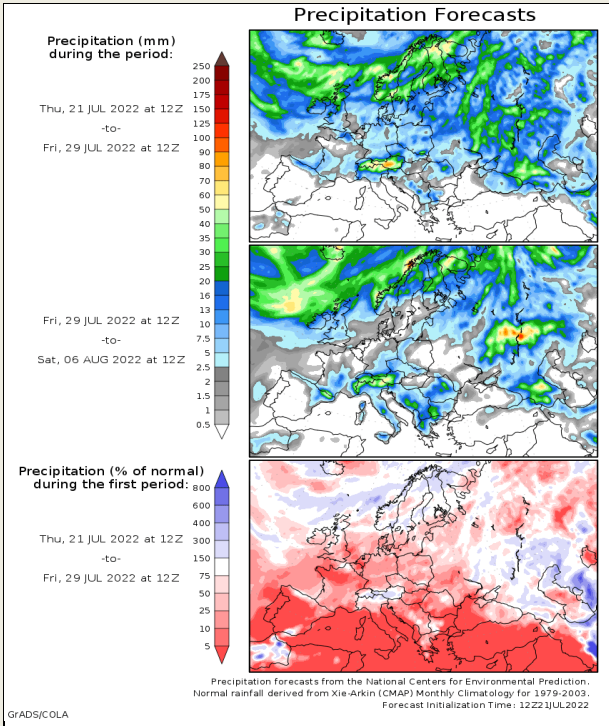 Precipitation Forecasts
Precipitation (mm)
during the period:
Thu, 21 JUL 2022 at 12Z
-to-
Fri, 29 JUL 2022 at 12Z
250
200
175
150
125
100
90
80
70
60
50
40
35
30
25
20
16
13
10
7.5
5
2.5
2
1.5
1
0.5
Fri, 29 JUL 2022 at 12Z
-to-
Sat, 06 AUG 2022 at 12Z
Precipitation (% of normal)
during the first period:
Thu, 21 JUL 2022 at 12Z
-to-
Fri, 29 JUL 2022 at 12Z
800
600
400
300
150
75
50
25
10
5
Precipitation forecasts from the National Centers for Environmental Prediction.
Normal rainfall derived from Xie-Arkin (CMAP) Monthly Climatology for 1979-2003.
Forecast Initialization Time: 12Z21JUL2022
GrADS/COLA